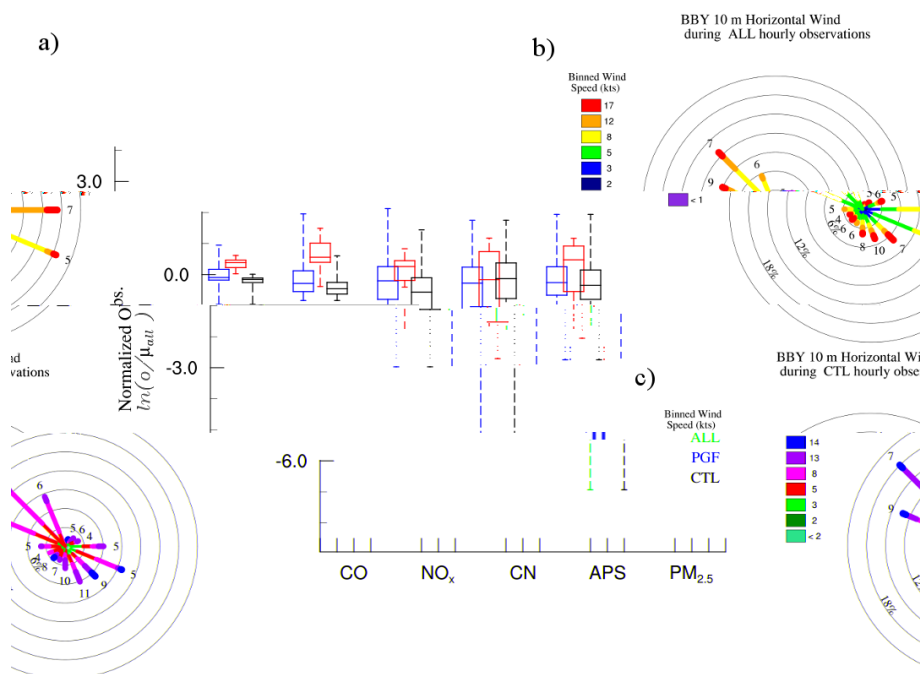 a)
b)
BBY 10 m Horizontal Wind
during ALL hourly observations
Binned Wind
Speed (kts)
17
12
8
5
3
2
< 1
7
6
9
5
6
5
5
6
8
10
7
12%
18%
7
5
3.0
0.0
-3.0
-6.0
Normalized Obs.
ln(o/μall)
CO
NOx
CN
APS
PM2.5
c)
Binned Wind
Speed (kts)
ALL
PGF
CTL
BBY 10 m Horizontal Wi
during CTL hourly obse
14
13
8
5
3
2
< 2
7
9
18%
nd
vations
6
5
6
4
5
5
4
7
10
11
9
5